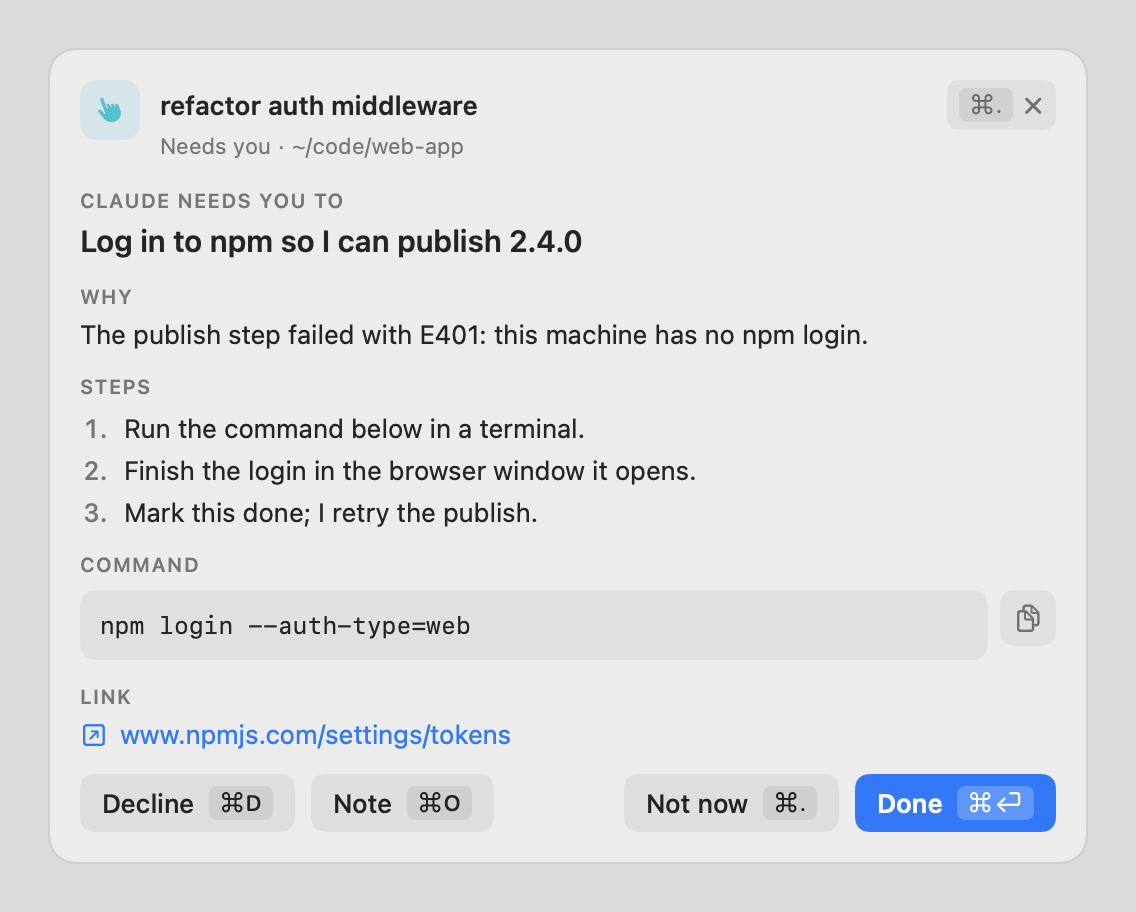 refactor auth middleware
⌘.
Needs you · ~/code/web-app
CLAUDE NEEDS YOU TO
Log in to npm so I can publish 2.4.0
WHY
The publish step failed with E401: this machine has no npm login.
STEPS
1. Run the command below in a terminal.
2. Finish the login in the browser window it opens.
3. Mark this done; I retry the publish.
COMMAND
npm login --auth-type=web
LINK
www.npmjs.com/settings/tokens
Decline ⌘D Note ⌘O Not now ⌘. Done ⌘↩